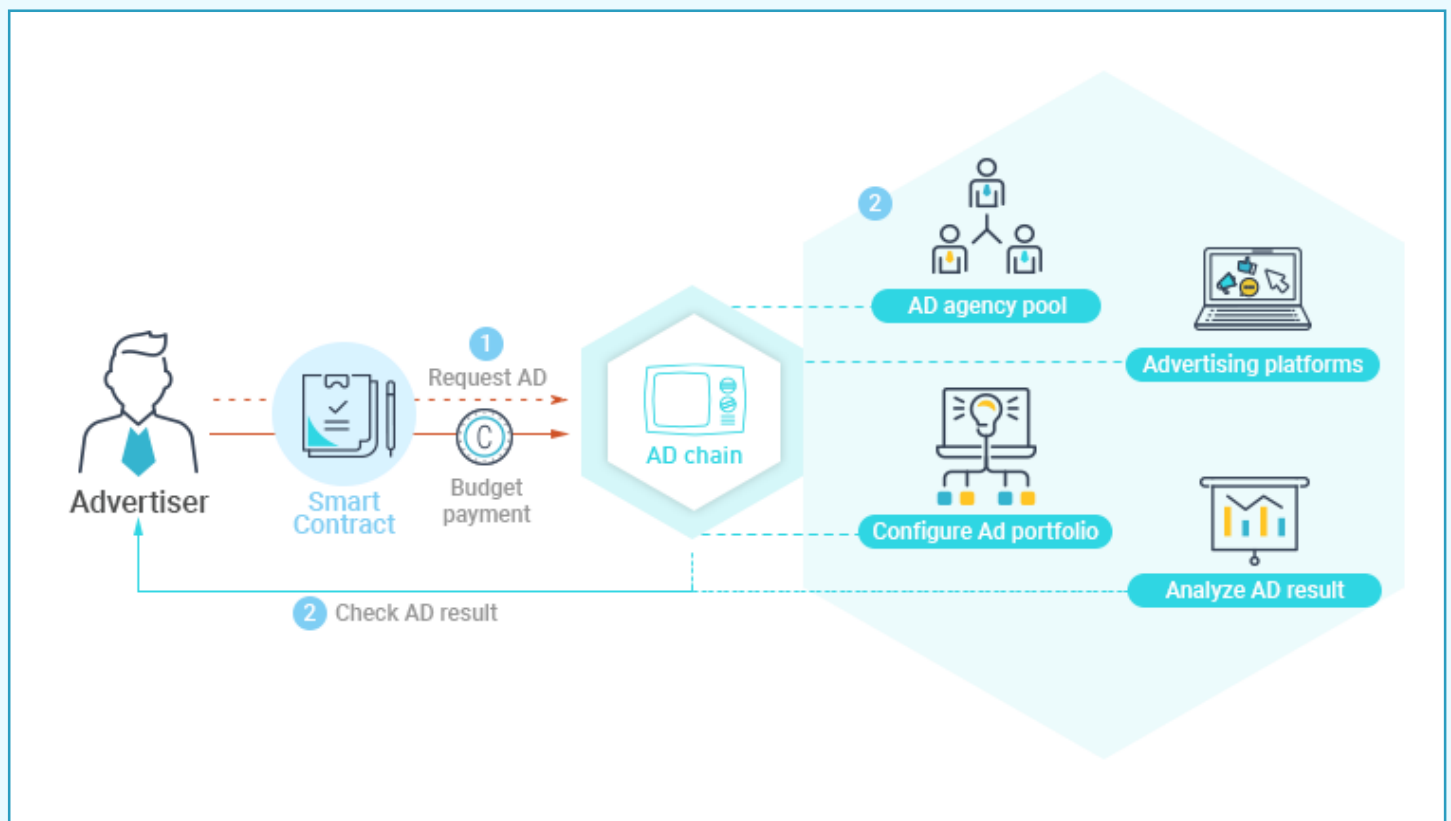 2
AD agency pool
Advertising platforms
1
Request AD
AD chain
C
Budget
payment
Advertiser
Smart
Contract
Configure Ad portfolio
Analyze AD result
2 Check AD result